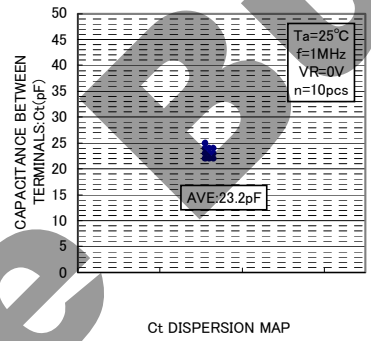 50
45
40
35
30
25
20
15
10
5
0
CAPACITANCE BETWEEN
TERMINALS:Ct(pF)
Ta=25℃
f=1MHz
VR=0V
n=10pcs
AVE:23.2pF
Ct DISPERSION MAP